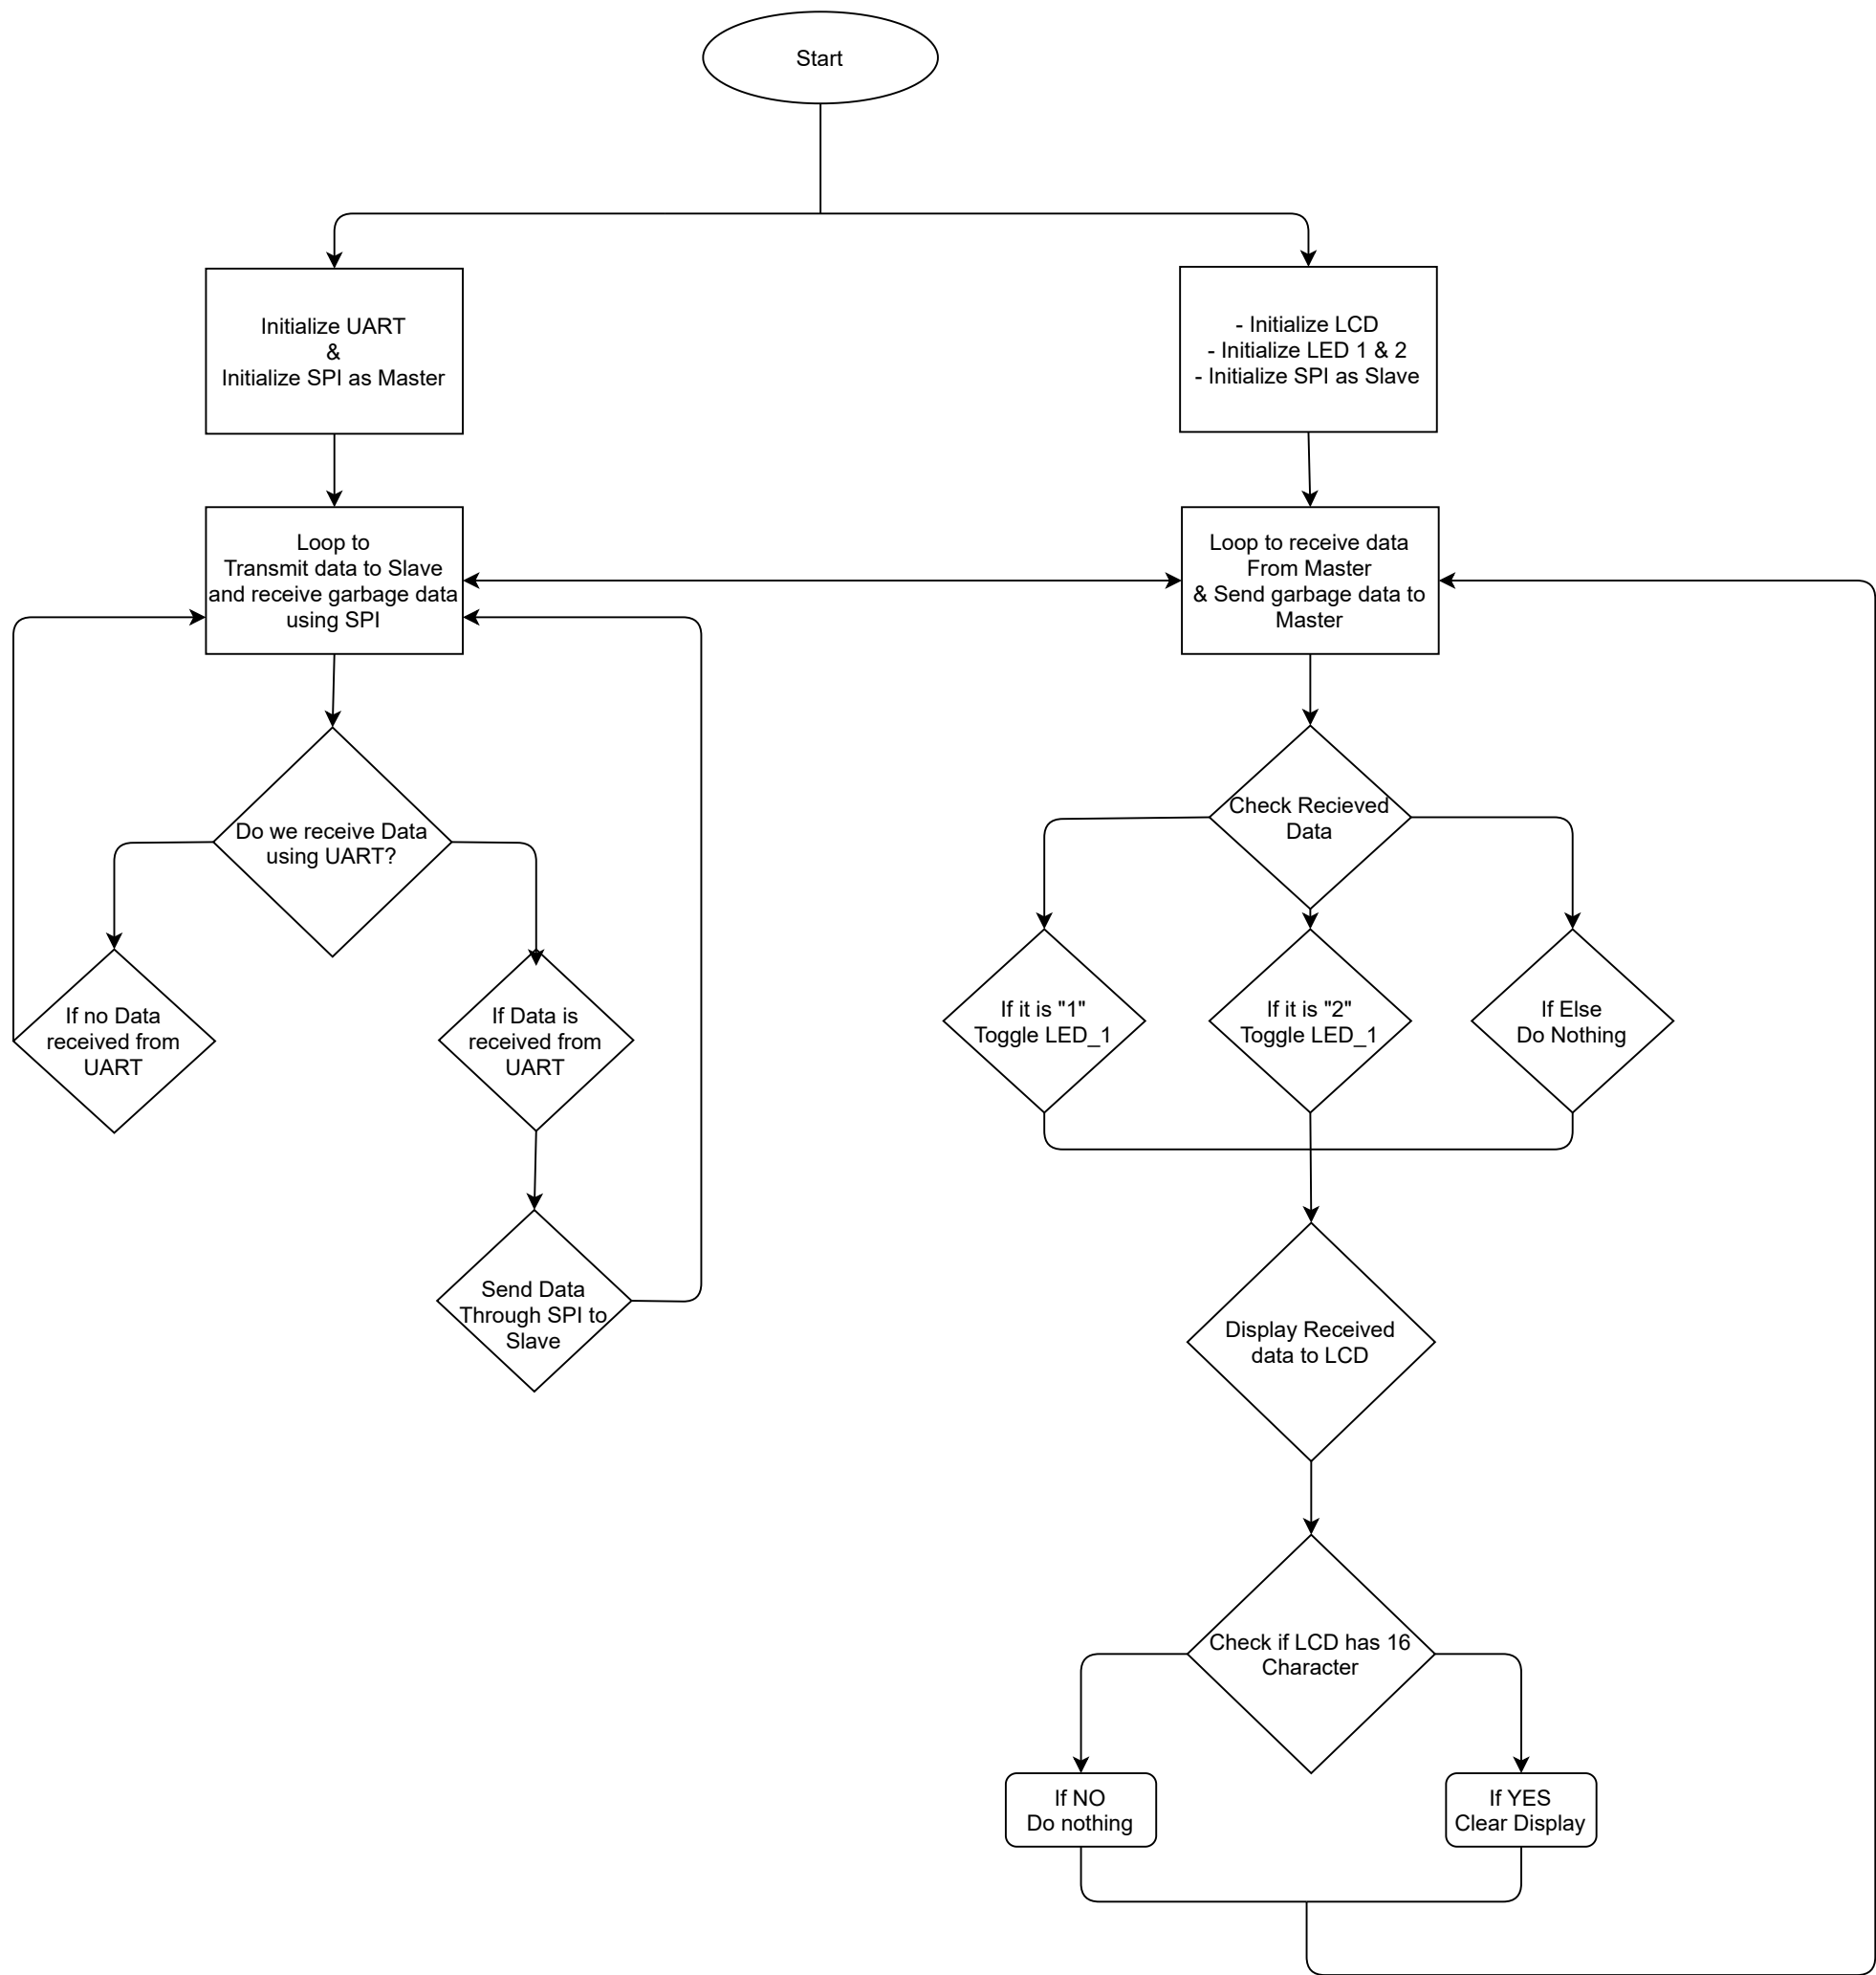 Start
Initialize UART
&
Initialize SPI as Master
- Initialize LCD
- Initialize LED 1 & 2
- Initialize SPI as Slave
Loop to
Transmit data to Slave
and receive garbage data
using SPI
Loop to receive data
From Master
& Send garbage data to
Master
Do we receive Data
using UART?
Check Recieved
Data
If no Data
received from
UART
If Data is
received from
UART
If it is "1"
Toggle LED_1
If it is "2"
Toggle LED_1
If Else
Do Nothing
Send Data
Through SPI to
Slave
Display Received
data to LCD
Check if LCD has 16
Character
If NO
Do nothing
If YES
Clear Display